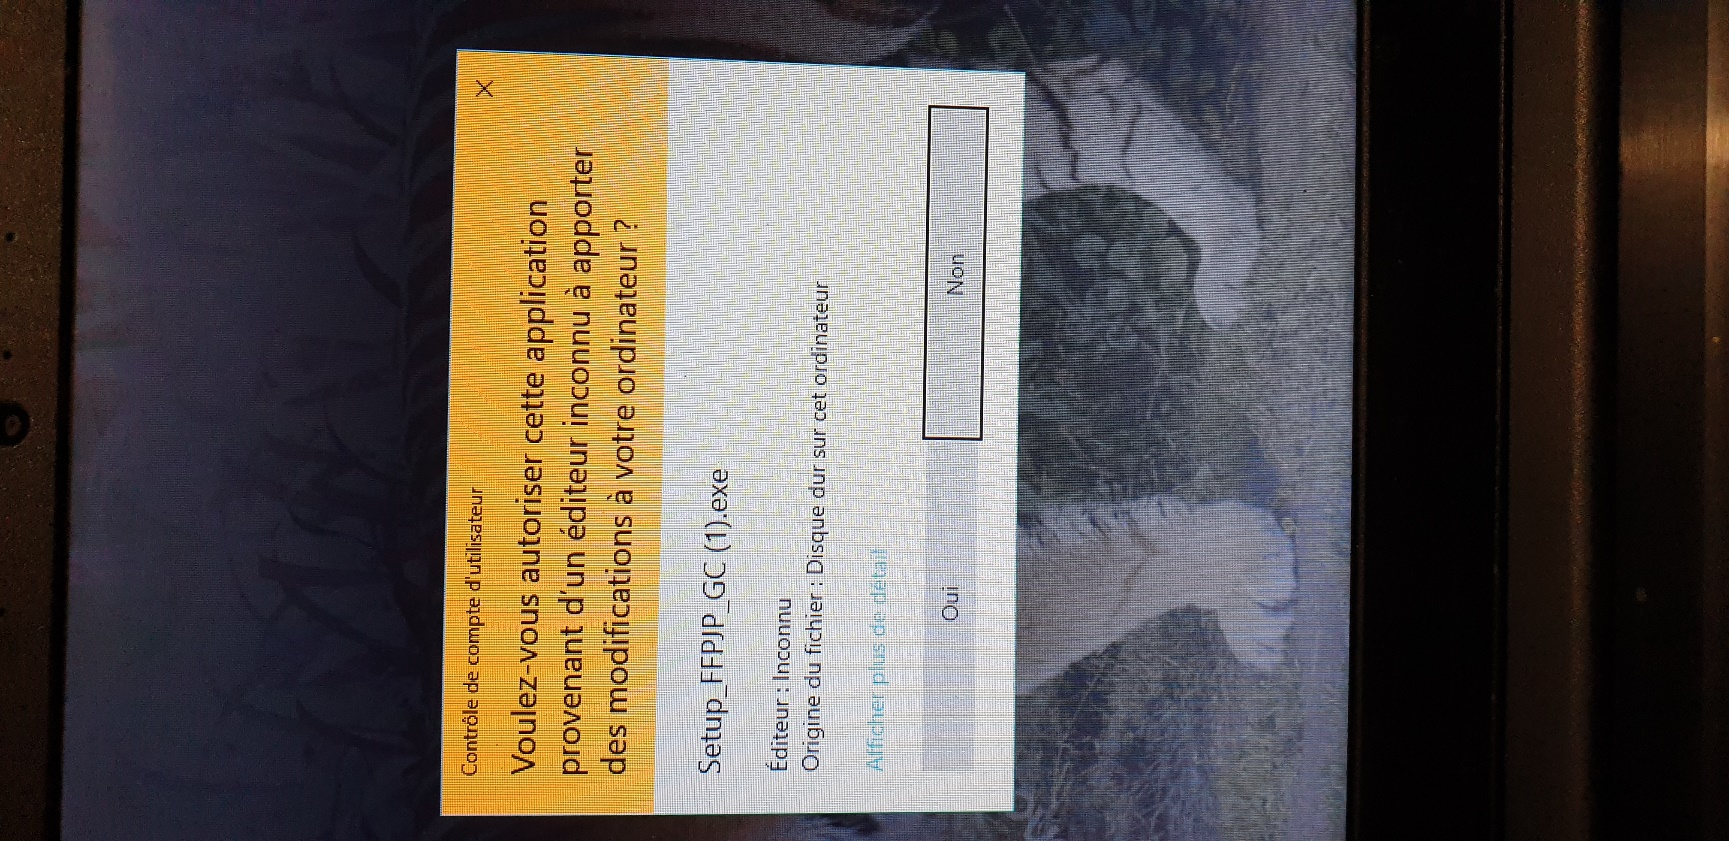 Contrôle de compte d'utilisateur
Voulez-vous autoriser cette application
provenant d'un éditeur inconnu à apporter
des modifications à votre ordinateur ?
Setup_FFPJP_GC (1).exe
Éditeur : Inconnu
Origine du fichier : Disque dur sur cet ordinateur
Afficher plus de détail
Oui
Non